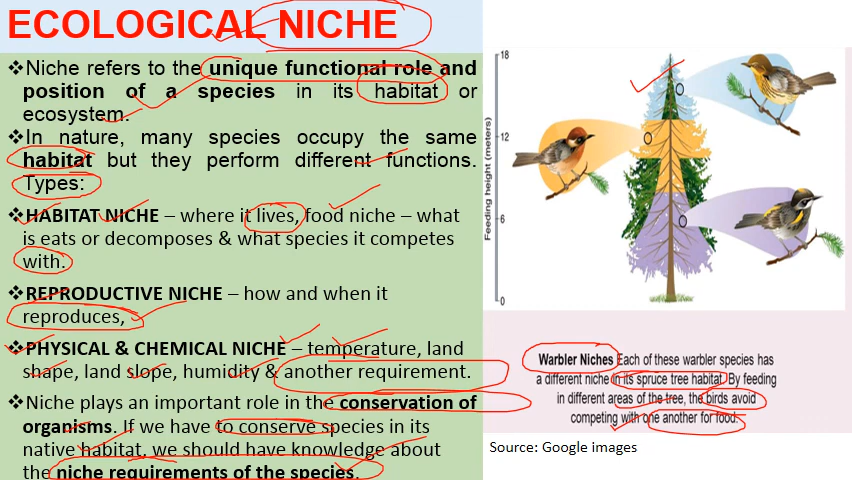 ECOLOGICAL NICHE
❖Niche refers to the unique functional role and
position of a species in its habitat or
ecosystem.
❖In nature, many species occupy the same
habitat but they perform different functions.
Types:
❖HABITAT NICHE – where it lives, food niche – what
is eats or decomposes & what species it competes
with.
❖REPRODUCTIVE NICHE – how and when it
reproduces,
❖PHYSICAL & CHEMICAL NICHE – temperature, land
shape, land slope, humidity & another requirement.
❖Niche plays an important role in the conservation of
organisms. If we have to conserve species in its
native habitat, we should have knowledge about
the niche requirements of the species.
Feeding height (meters)
18
12
6
0
Warbler Niches Each of these warbler species has
a different niche in its spruce tree habitat. By feeding
in different areas of the tree, the birds avoid
competing with one another for food.
Source: Google images